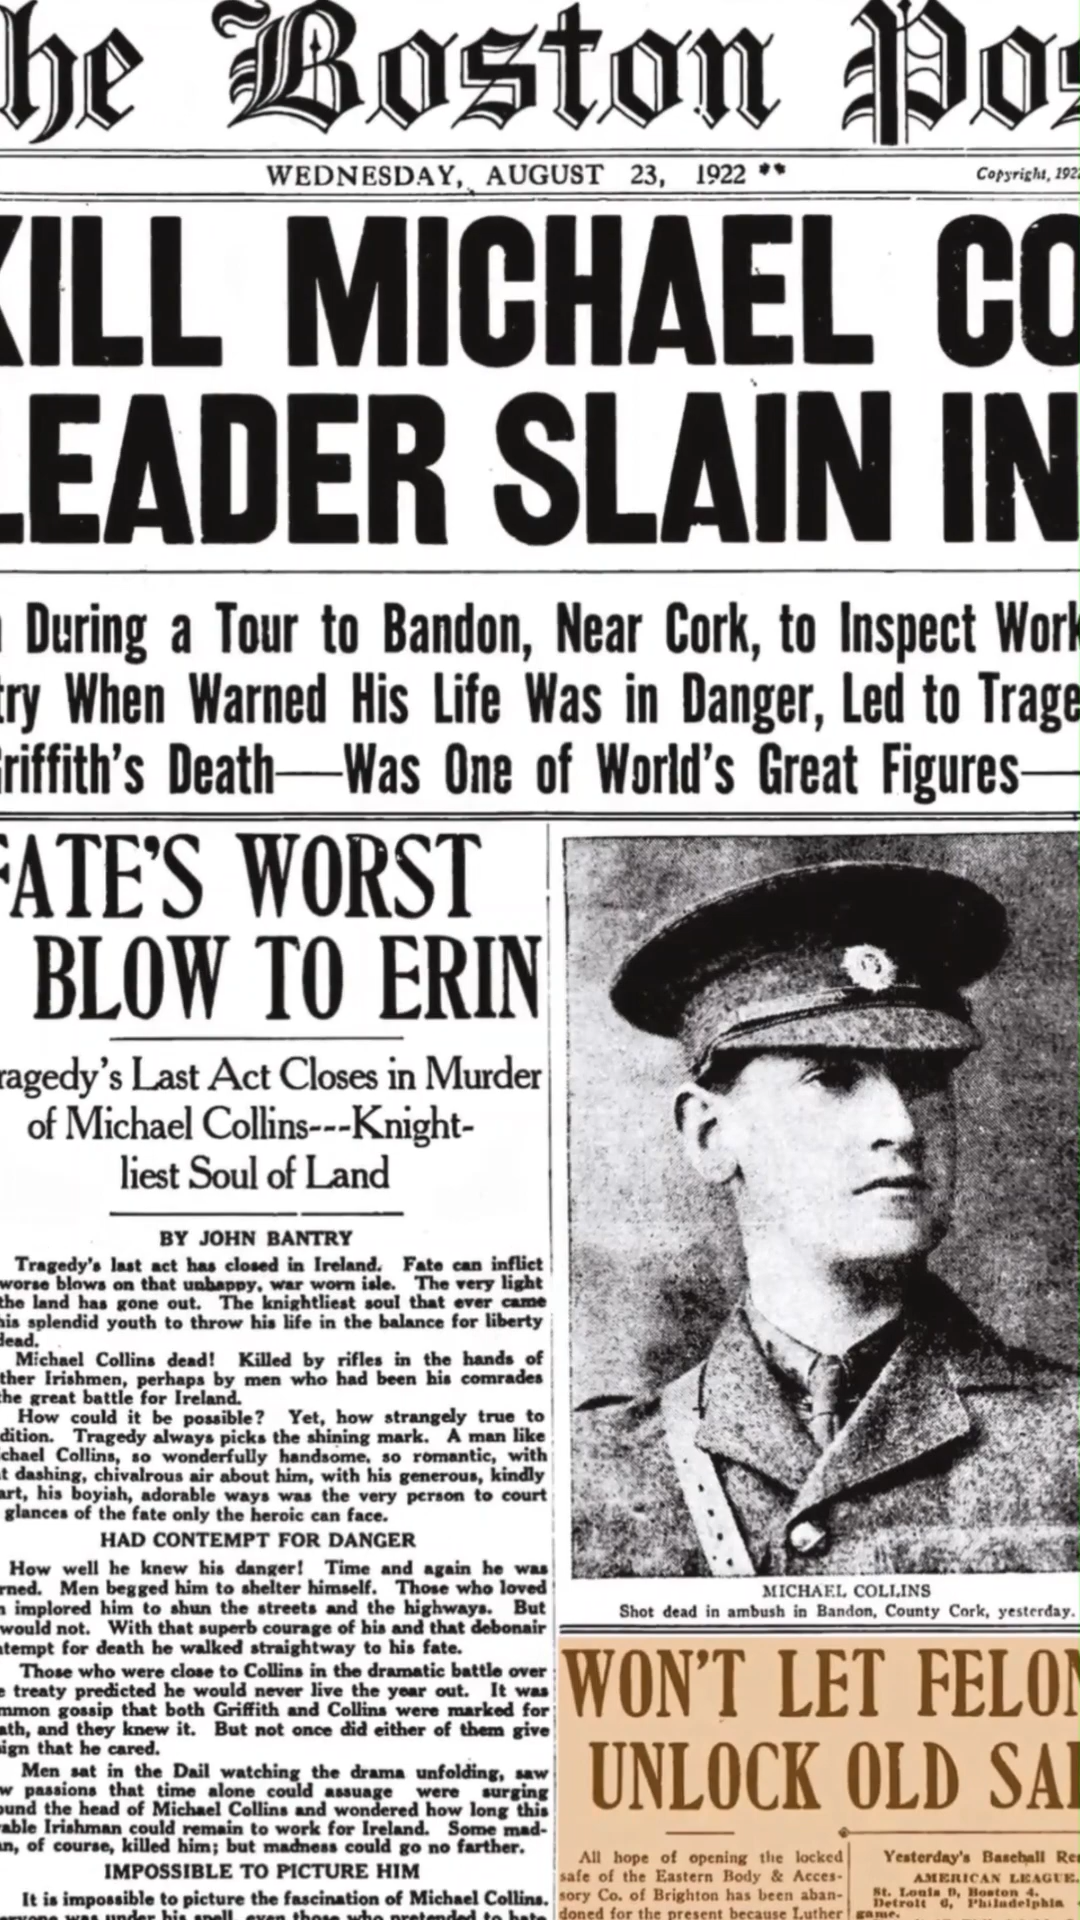 he Boston Pos
WEDNESDAY, AUGUST 23, 1922 **
Copyright, 192
KILL MICHAEL CO
LEADER SLAIN IN
During a Tour to Bandon, Near Cork, to Inspect Work
try When Warned His Life Was in Danger, Led to Trage
Griffith's Death—Was One of World's Great Figures—
FATE'S WORST
BLOW TO ERIN
ragedy's Last Act Closes in Murder
of Michael Collins---Knight-
liest Soul of Land
BY JOHN BANTRY
Tragedy's last act has closed in Ireland. Fate can inflict
worse blows on that unhappy, war worn isle. The very light
the land has gone out. The knightliest soul that ever came
his splendid youth to throw his life in the balance for liberty
dead.
Michael Collins dead! Killed by rifles in the hands of
ther Irishmen, perhaps by men who had been his comrades
the great battle for Ireland.
How could it be possible? Yet, how strangely true to
dition. Tragedy always picks the shining mark. A man like
chael Collins, so wonderfully handsome, so romantic, with
t dashing, chivalrous air about him, with his generous, kindly
art, his boyish, adorable ways was the very person to court
glances of the fate only the heroic can face.
HAD CONTEMPT FOR DANGER
How well he knew his danger! Time and again he was
rned. Men begged him to shelter himself. Those who loved
implored him to shun the streets and the highways. But
would not. With that superb courage of his and that debonair
ntempt for death he walked straightway to his fate.
Those who were close to Collins in the dramatic battle over
e treaty predicted he would never live the year out. It was
mmon gossip that both Griffith and Collins were marked for
ath, and they knew it. But not once did either of them give
ign that he cared.
Men sat in the Dail watching the drama unfolding, saw
w passions that time alone could assuage were surging
ound the head of Michael Collins and wondered how long this
rable Irishman could remain to work for Ireland. Some mad-
n, of course, killed him; but madness could go no farther.
IMPOSSIBLE TO PICTURE HIM
It is impossible to picture the fascination of Michael Collins.
eryone was under his spell, even those who pretended to hate
MICHAEL COLLINS
Shot dead in ambush in Bandon, County Cork, yesterday.
WON'T LET FELON
UNLOCK OLD SA
All hope of opening the locked
safe of the Eastern Body & Acces-
sory Co. of Brighton has been aban-
doned for the present because Luther
Yesterday's Baseball Re
AMERICAN LEAGUE.
St. Louis 9, Boston 4.
Detroit 6, Philadelphia
game.